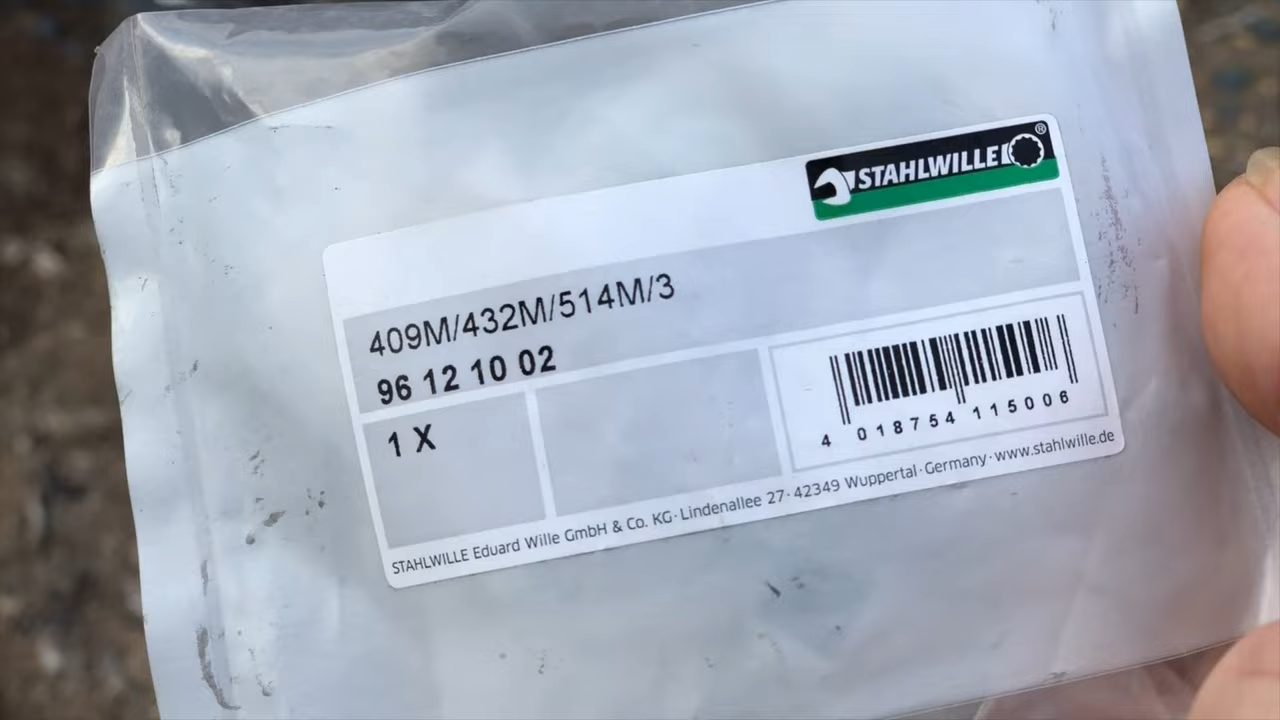 STAHLWILLE®
409M/432M/514M/3
96 12 10 02
1 X
4 018754 115006
STAHLWILLE Eduard Wille GmbH & Co. KG · Lindenallee 27 · 42349 Wuppertal · Germany · www.stahlwille.de